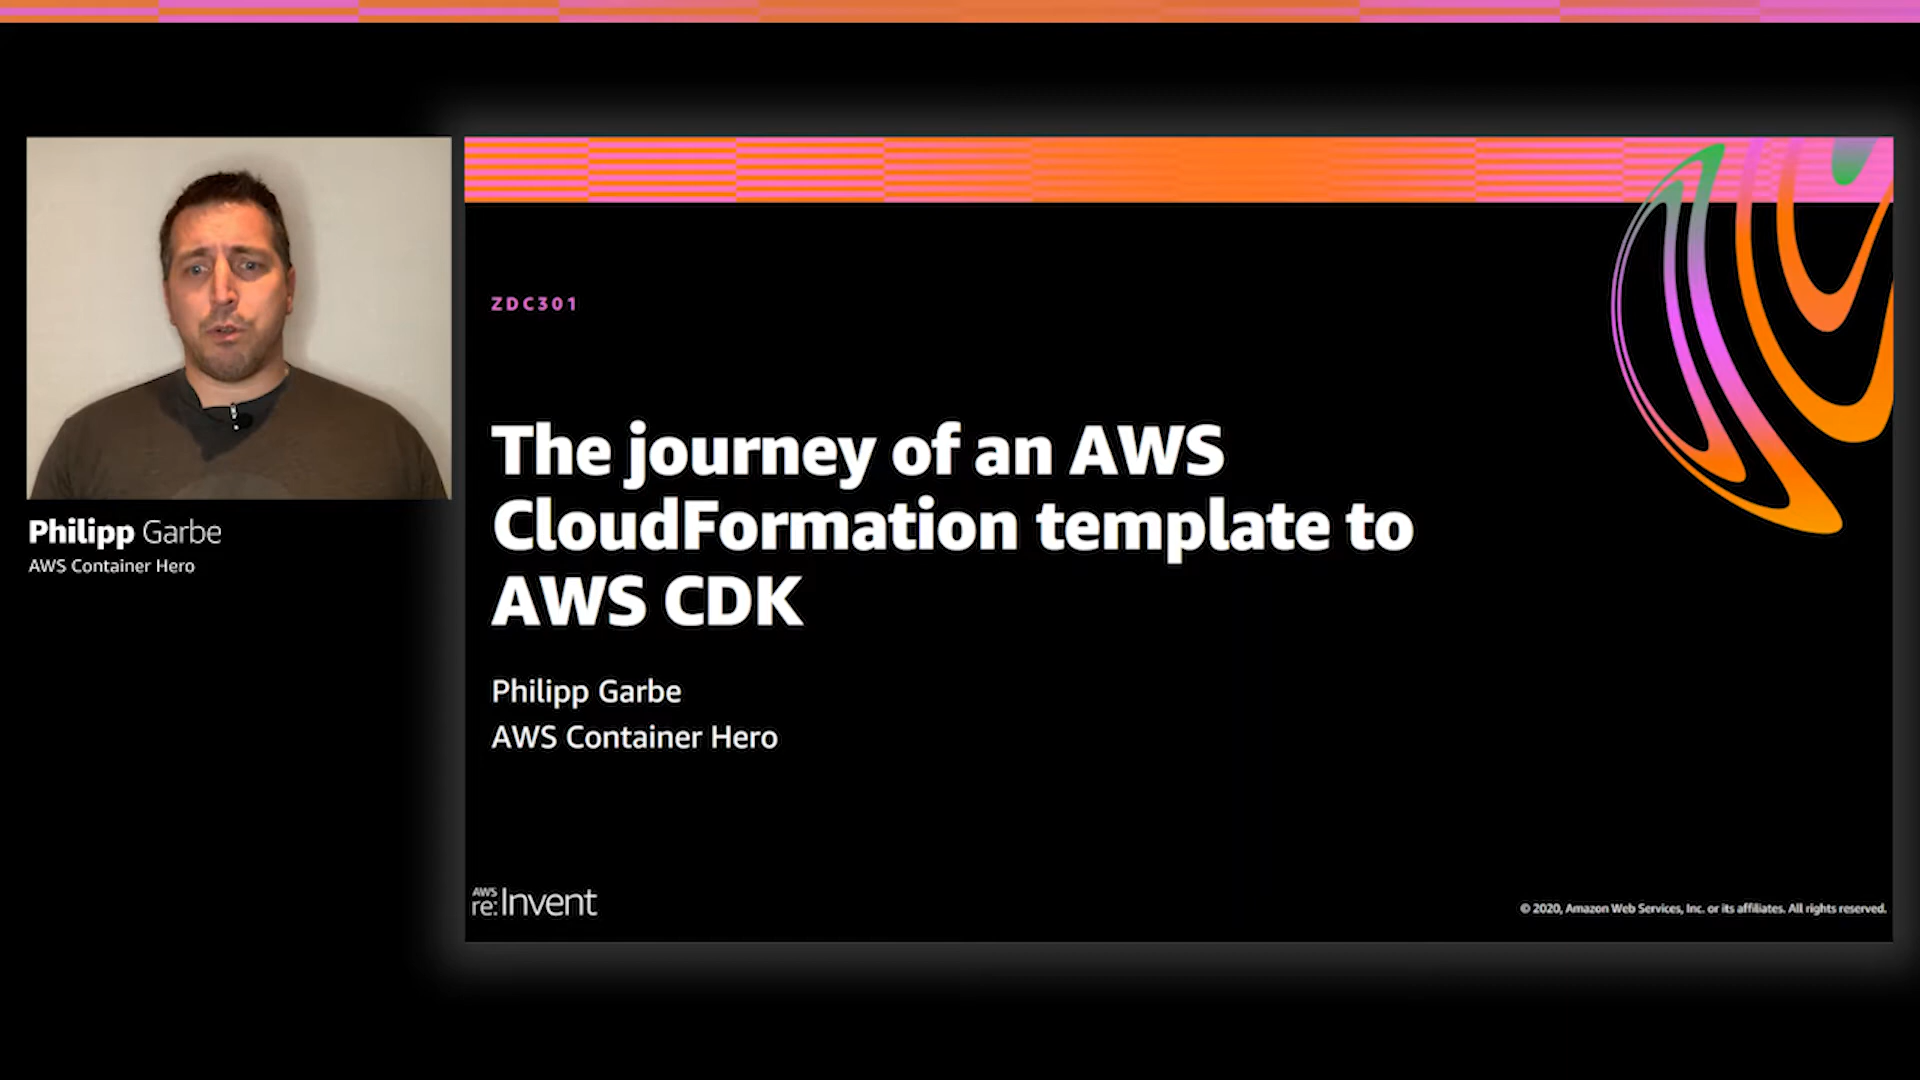 Philipp Garbe
AWS Container Hero
ZDC301
The journey of an AWS
CloudFormation template to
AWS CDK
Philipp Garbe
AWS Container Hero
AWS
re:Invent
© 2020, Amazon Web Services, Inc. or its affiliates. All rights reserved.